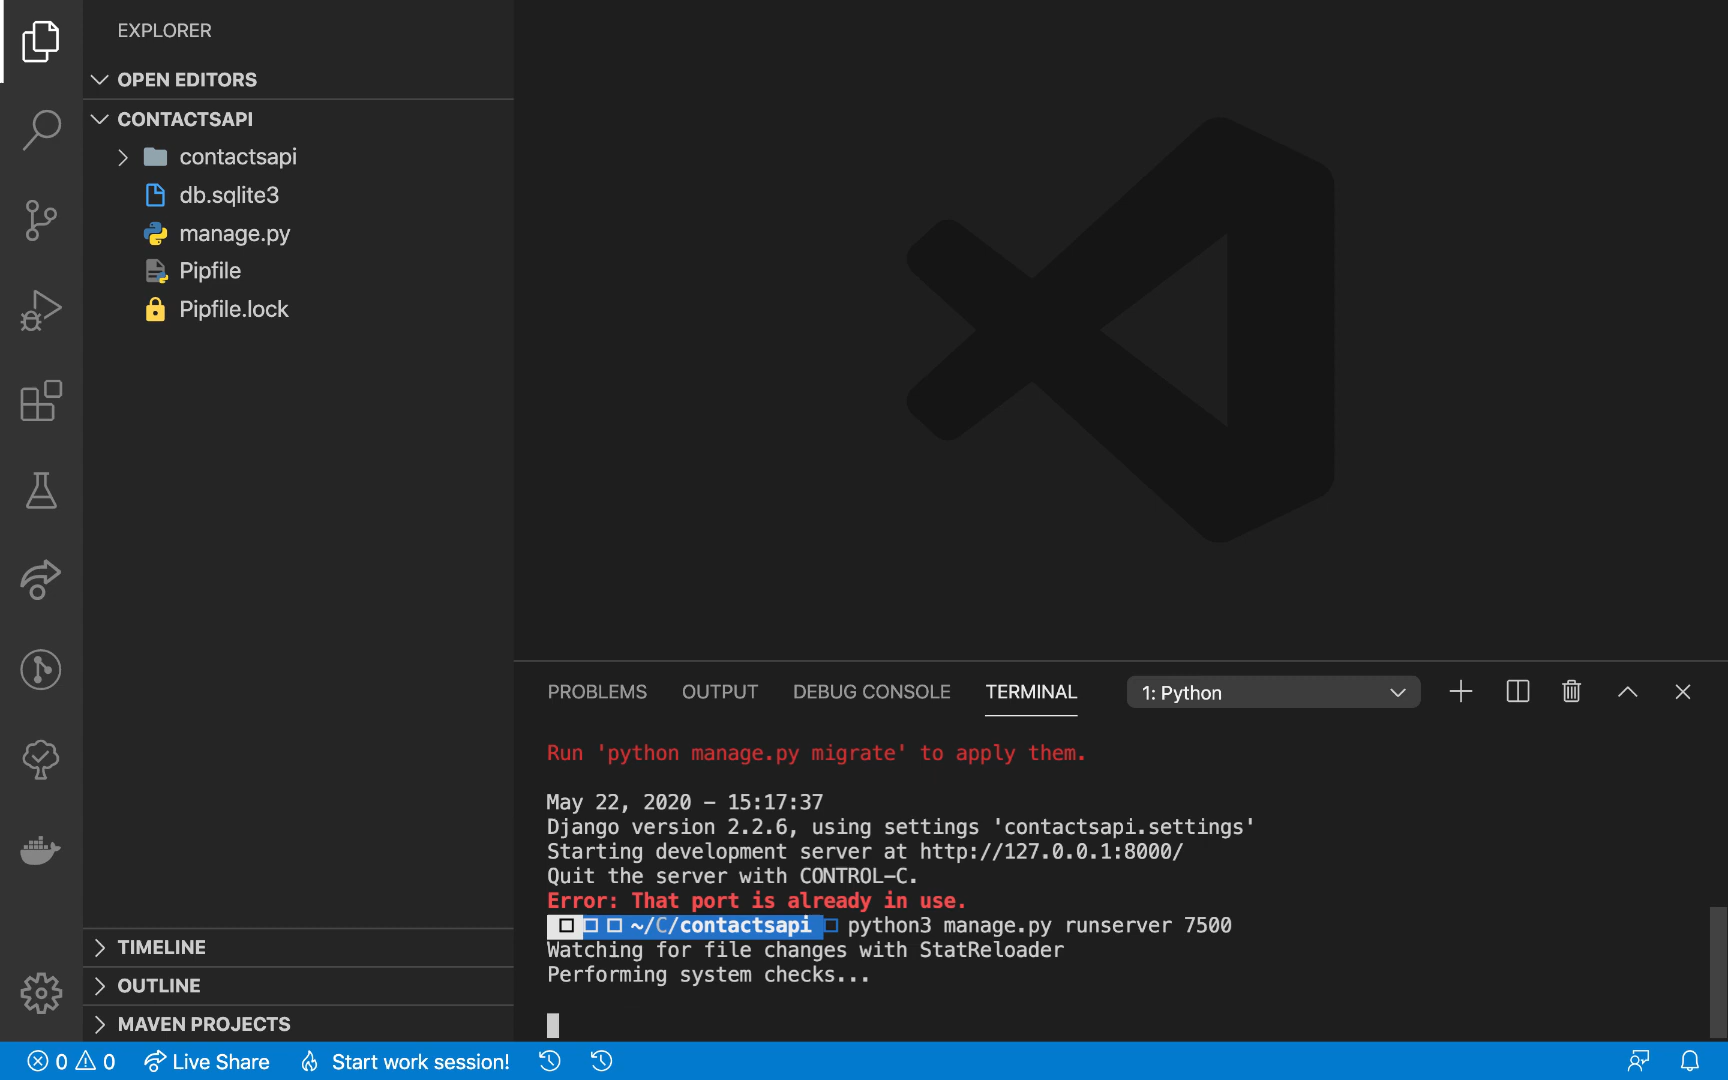 EXPLORER
OPEN EDITORS
CONTACTSAPI
contactsapi
db.sqlite3
manage.py
Pipfile
Pipfile.lock
TIMELINE
OUTLINE
MAVEN PROJECTS
PROBLEMS OUTPUT DEBUG CONSOLE TERMINAL 1: Python
Run 'python manage.py migrate' to apply them.
May 22, 2020 - 15:17:37
Django version 2.2.6, using settings 'contactsapi.settings'
Starting development server at http://127.0.0.1:8000/
Quit the server with CONTROL-C.
Error: That port is already in use.
~/C/contactsapi python3 manage.py runserver 7500
Watching for file changes with StatReloader
Performing system checks...
0 0 Live Share Start work session!